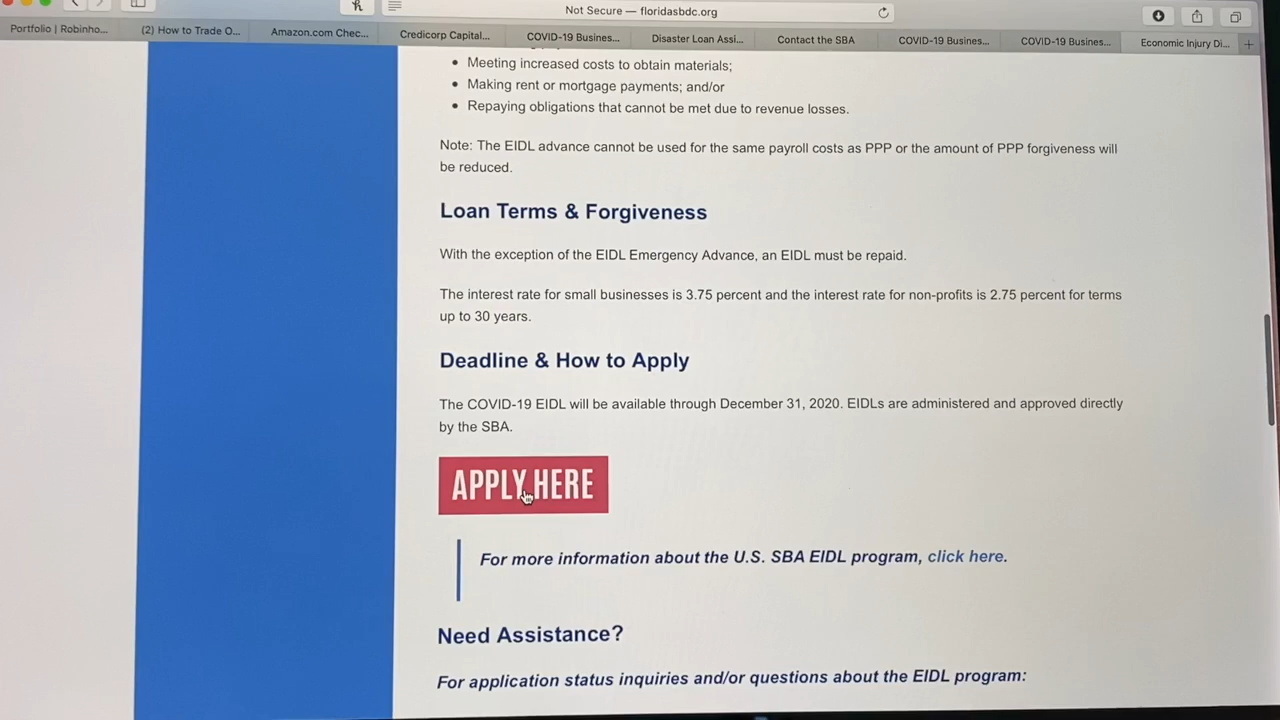 Not Secure — floridasbdc.org
Portfolio | Robinho...
(2) How to Trade O...
Amazon.com Chec...
Credicorp Capital...
COVID-19 Busines...
Disaster Loan Assi...
Contact the SBA
COVID-19 Busines...
COVID-19 Busines...
Economic Injury Di...
• Meeting increased costs to obtain materials;
• Making rent or mortgage payments; and/or
• Repaying obligations that cannot be met due to revenue losses.
Note: The EIDL advance cannot be used for the same payroll costs as PPP or the amount of PPP forgiveness will
be reduced.
Loan Terms & Forgiveness
With the exception of the EIDL Emergency Advance, an EIDL must be repaid.
The interest rate for small businesses is 3.75 percent and the interest rate for non-profits is 2.75 percent for terms
up to 30 years.
Deadline & How to Apply
The COVID-19 EIDL will be available through December 31, 2020. EIDLs are administered and approved directly
by the SBA.
APPLY HERE
For more information about the U.S. SBA EIDL program, click here.
Need Assistance?
For application status inquiries and/or questions about the EIDL program: